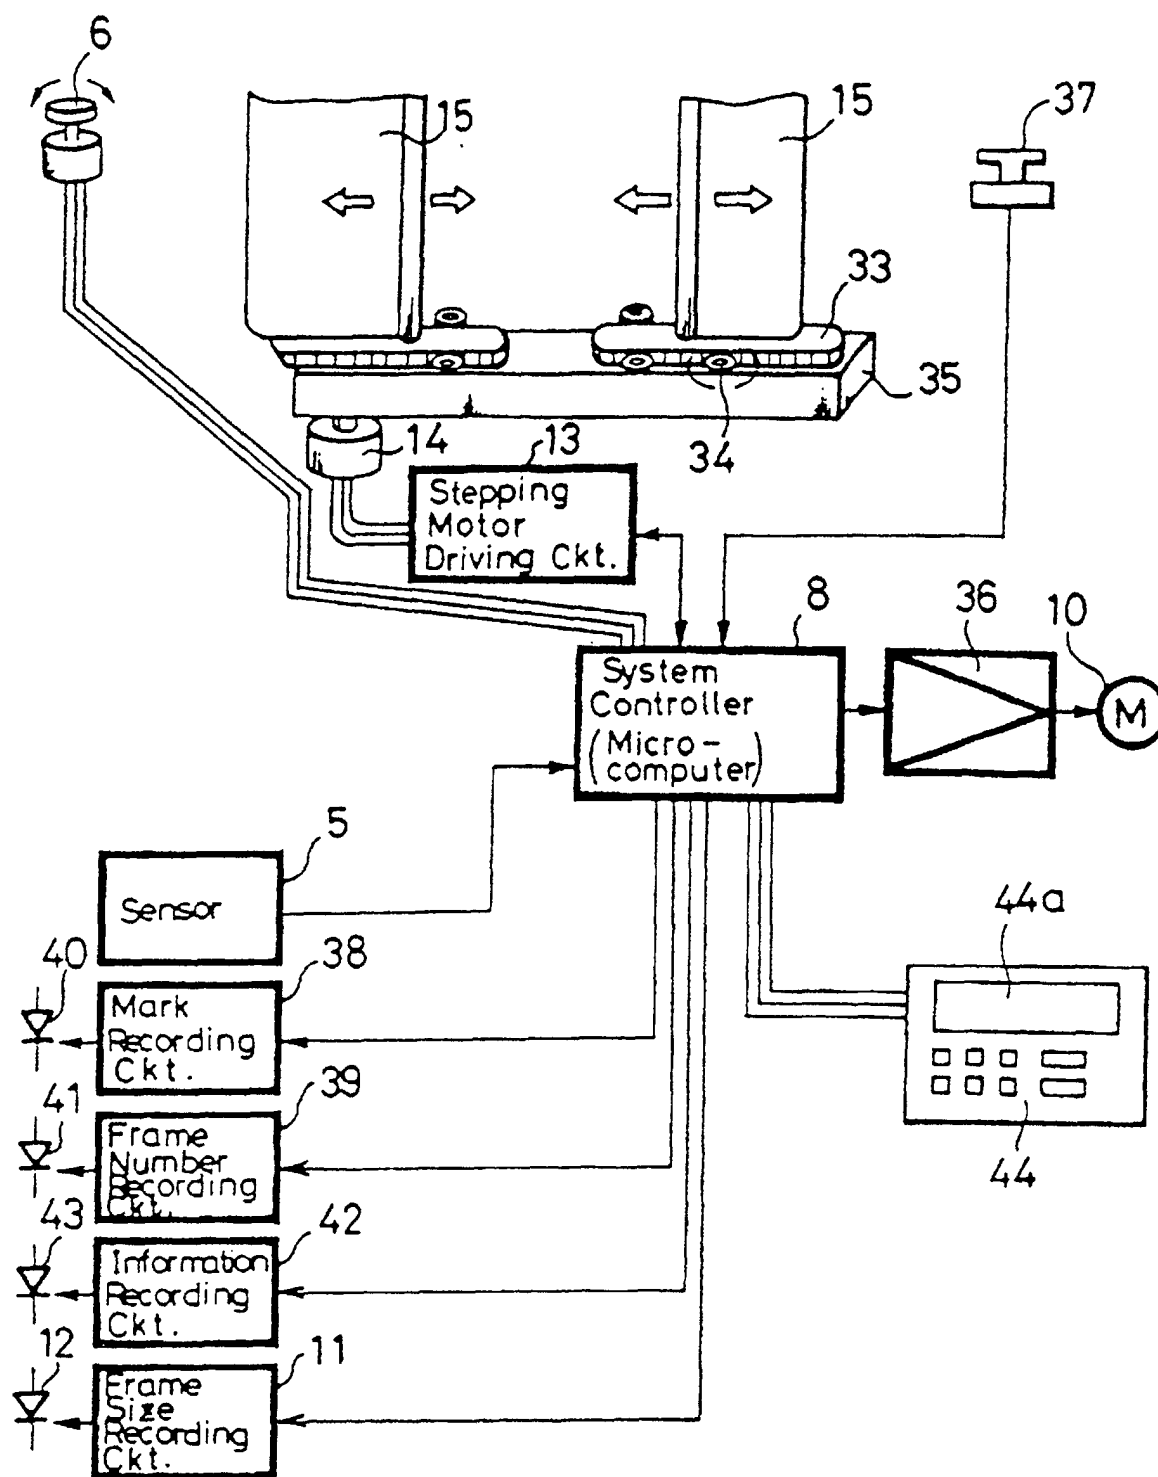 6
15
15
37
33
35
34
14
13
Stepping
Motor
Driving Ckt.
8
36
10
System
Controller
(Micro-
computer)
M
5
Sensor
44a
40
38
Mark
Recording
Ckt.
41
39
Frame
Number
Recording
Ckt.
44
43
42
Information
Recording
Ckt.
12
11
Frame
Size
Recording
Ckt.